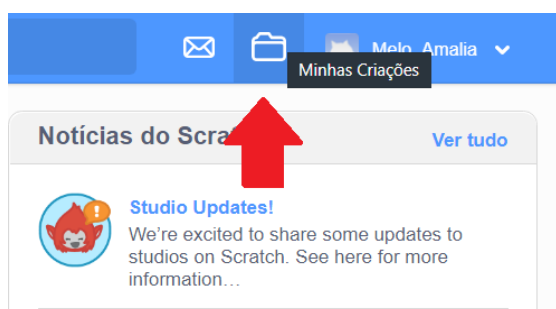 Melo_Amalia
Minhas Criações
Notícias do Scra
Ver tudo
Studio Updates!
We're excited to share some updates to
studios on Scratch. See here for more
information…